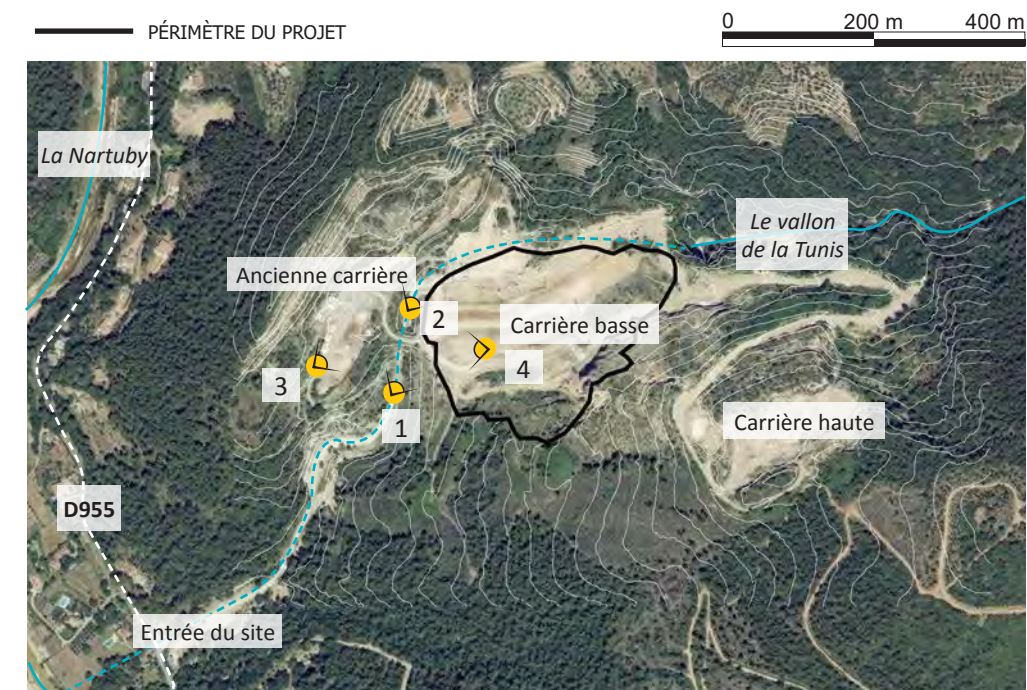 PÉRIMÈTRE DU PROJET
0 200 m 400 m
La Nartuby
Le vallon
de la Tunis
Ancienne carrière
2
Carrière basse
4
3
1
Carrière haute
D955
Entrée du site